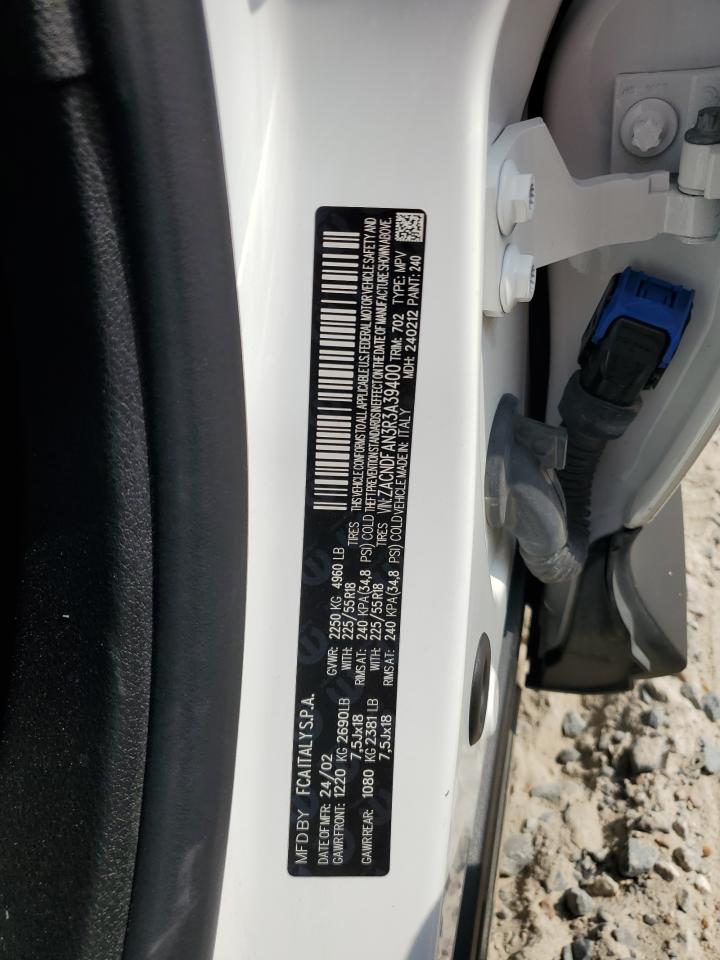 MFD BY FCA ITALY S.P.A.
DATE OF MFR: 24/02 GVWR: 2250 KG 4960 LB
GAWR FRONT: 1220 KG 2690 LB WITH: 225/55R18 TIRES
7,5Jx18 RIMS AT: 240 KPA(34,8 PSI) COLD
GAWR REAR: 1080 KG 2381 LB WITH: 225/55R18 TIRES
7,5Jx18 RIMS AT: 240 KPA(34,8 PSI) COLD
THIS VEHICLE CONFORMS TO ALL APPLICABLE U.S. FEDERAL MOTOR VEHICLE SAFETY AND
THEFT PREVENTION STANDARDS IN EFFECT ON THE DATE OF MANUFACTURE SHOWN ABOVE.
VIN: ZACNDFAN3R3A39400 TRIM: 702 TYPE: MPV
VEHICLE MADE IN: ITALY MDH: 240212 PAINT: 240